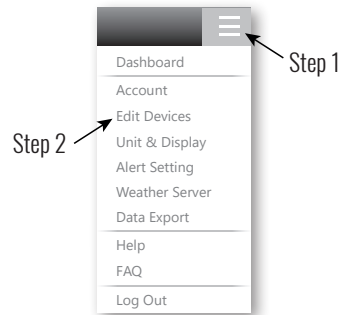 Step 1
Dashboard
Account
Edit Devices
Step 2
Unit & Display
Alert Setting
Weather Server
Data Export
Help
FAQ
Log Out